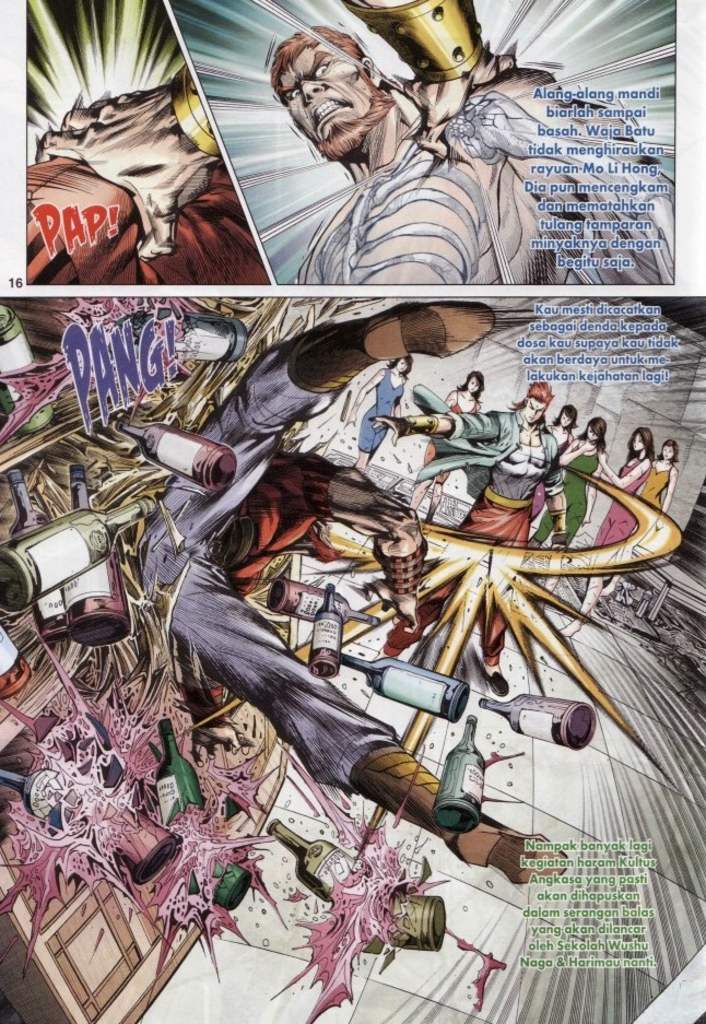 Alang-alang mandi
biarlah sampai
basah. Waja Batu
tidak menghiraukan
rayuan Mo Li Hong.
Dia pun mencengkam
dan mematahkan
tulang tamparan
minyaknya dengan
begitu saja.
PAP!
16
PANG!
Kau mesti dicacatkan
sebagai denda kepada
dosa kau supaya kau tidak
akan berdaya untuk me-
lakukan kejahatan lagi!
Nampak banyak lagi
kegiatan haram Kultus
Angkasa yang pasti
akan dihapuskan
dalam serangan balas
yang akan dilancar
oleh Sekolah Wushu
Naga & Harimau nanti.